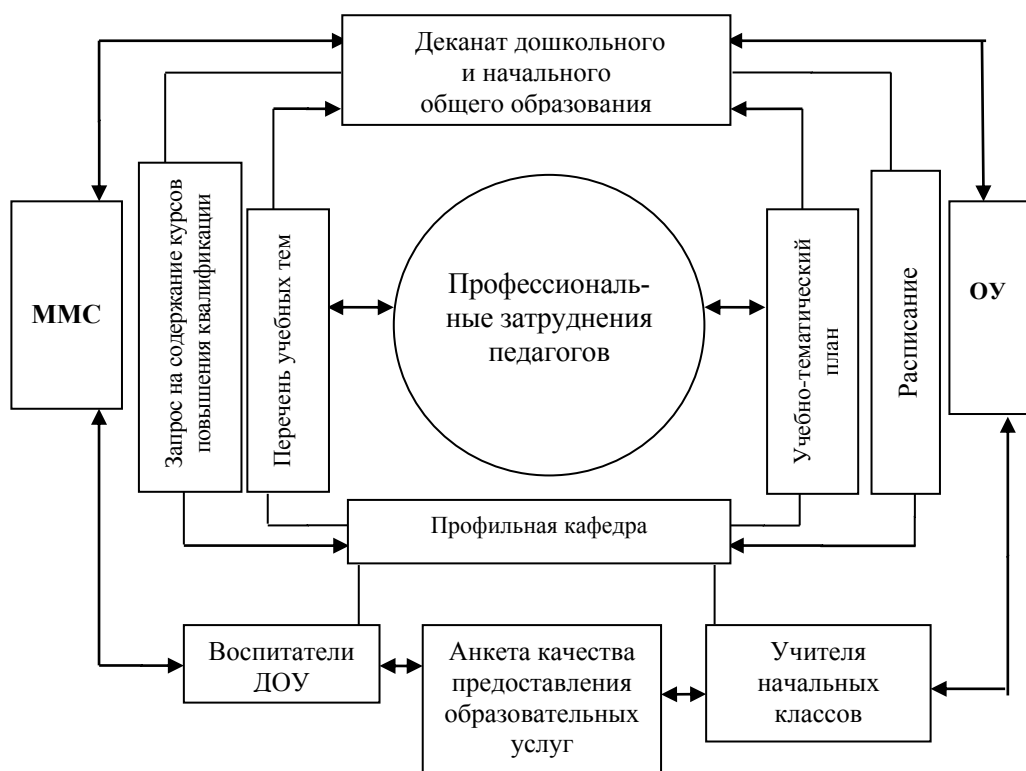 Деканат дошкольного
и начального
общего образования
ММС
Запрос на содержание курсов
повышения квалификации
Перечень учебных тем
Профессиональ-
ные затруднения
педагогов
Учебно-тематический
план
Расписание
ОУ
Профильная кафедра
Воспитатели
ДОУ
Анкета качества
предоставления
образовательных
услуг
Учителя
начальных
классов